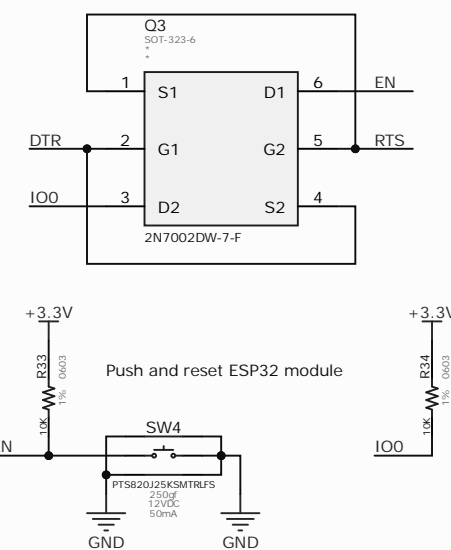 Q3
SOT-323-6
*
*
1 S1 D1 6 EN
DTR 2 G1 G2 5 RTS
IO0 3 D2 S2 4
2N7002DW-7-F
+3.3V
+3.3V
R33
1% 0603
10K
R34
1% 0603
10K
Push and reset ESP32 module
SW4
N
IO0
PTS820J25KSMTRLFS
250gf
12VDC
50mA
GND
GND